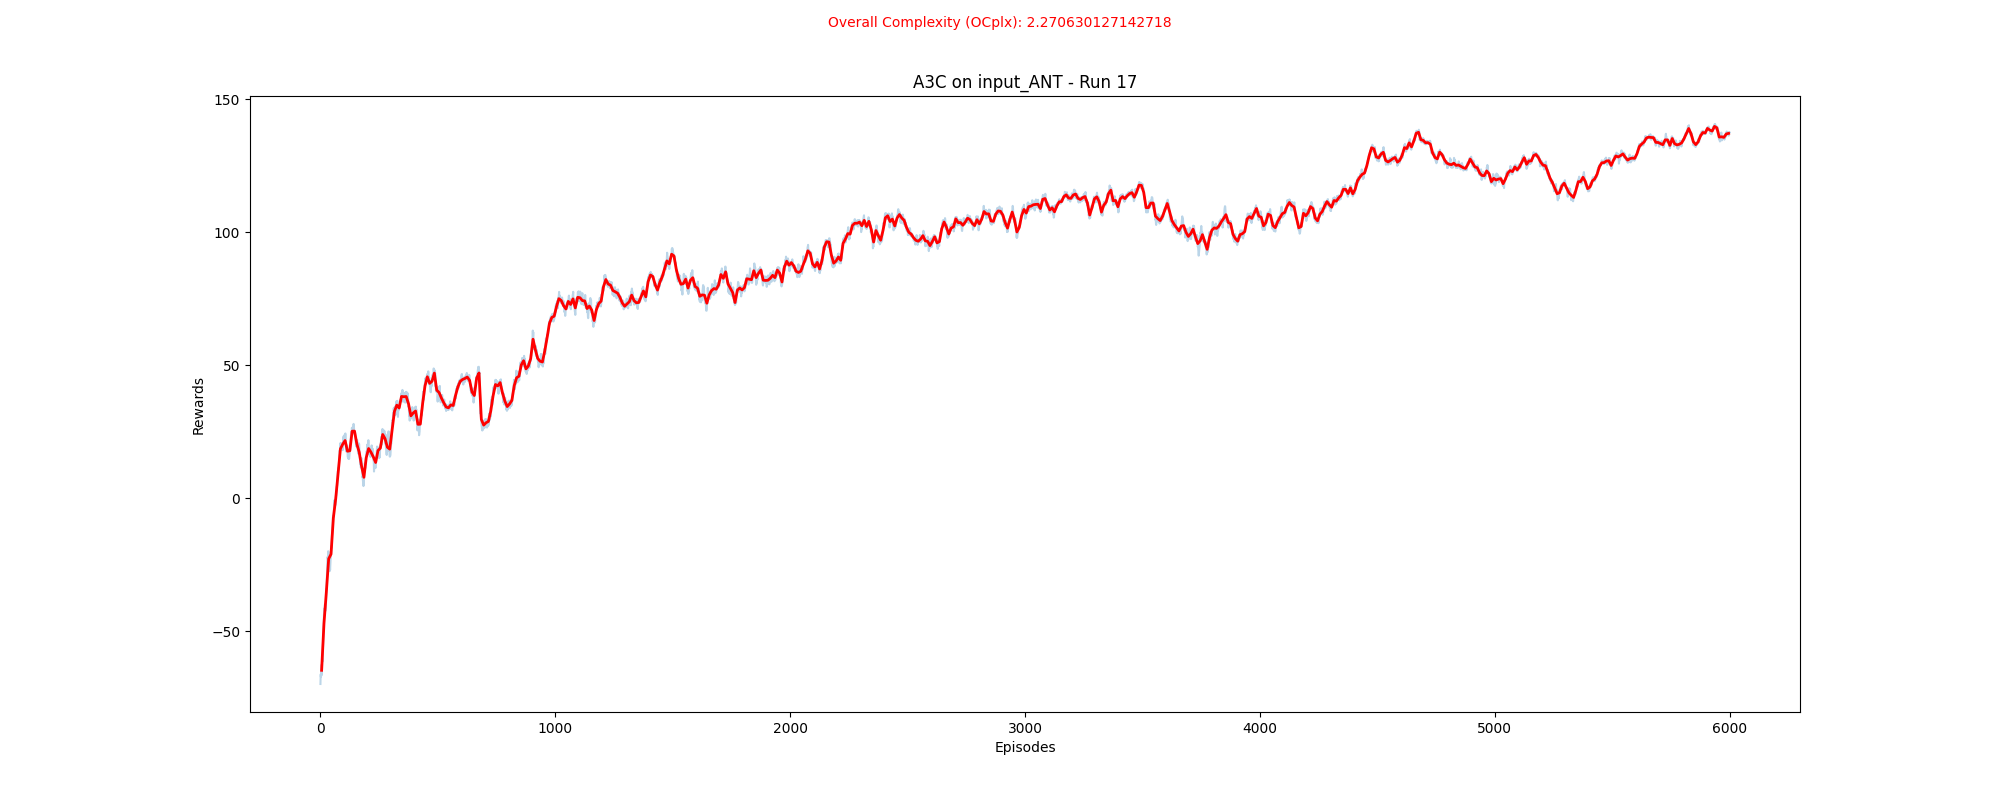 Overall Complexity (OCplx): 2.270630127142718
A3C on input_ANT - Run 17
150
100
50
0
−50
Rewards
0 1000 2000 3000 4000 5000 6000
Episodes